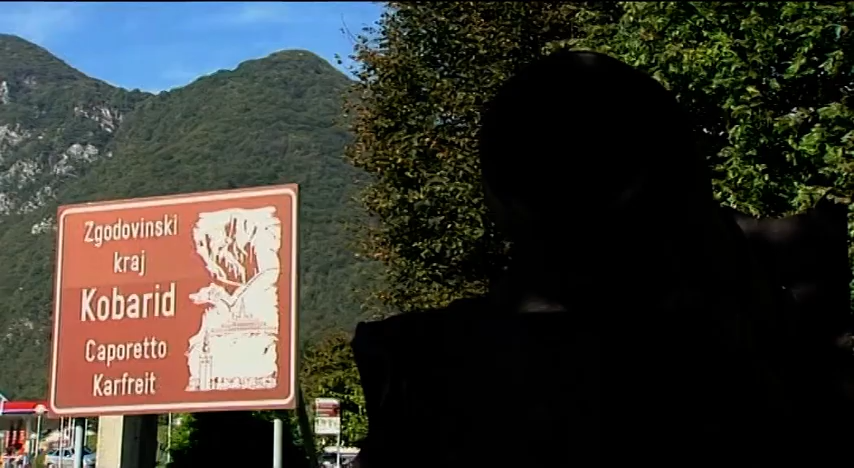 Zgodovinski
kraj
Kobarid
Caporetto
Karfreit